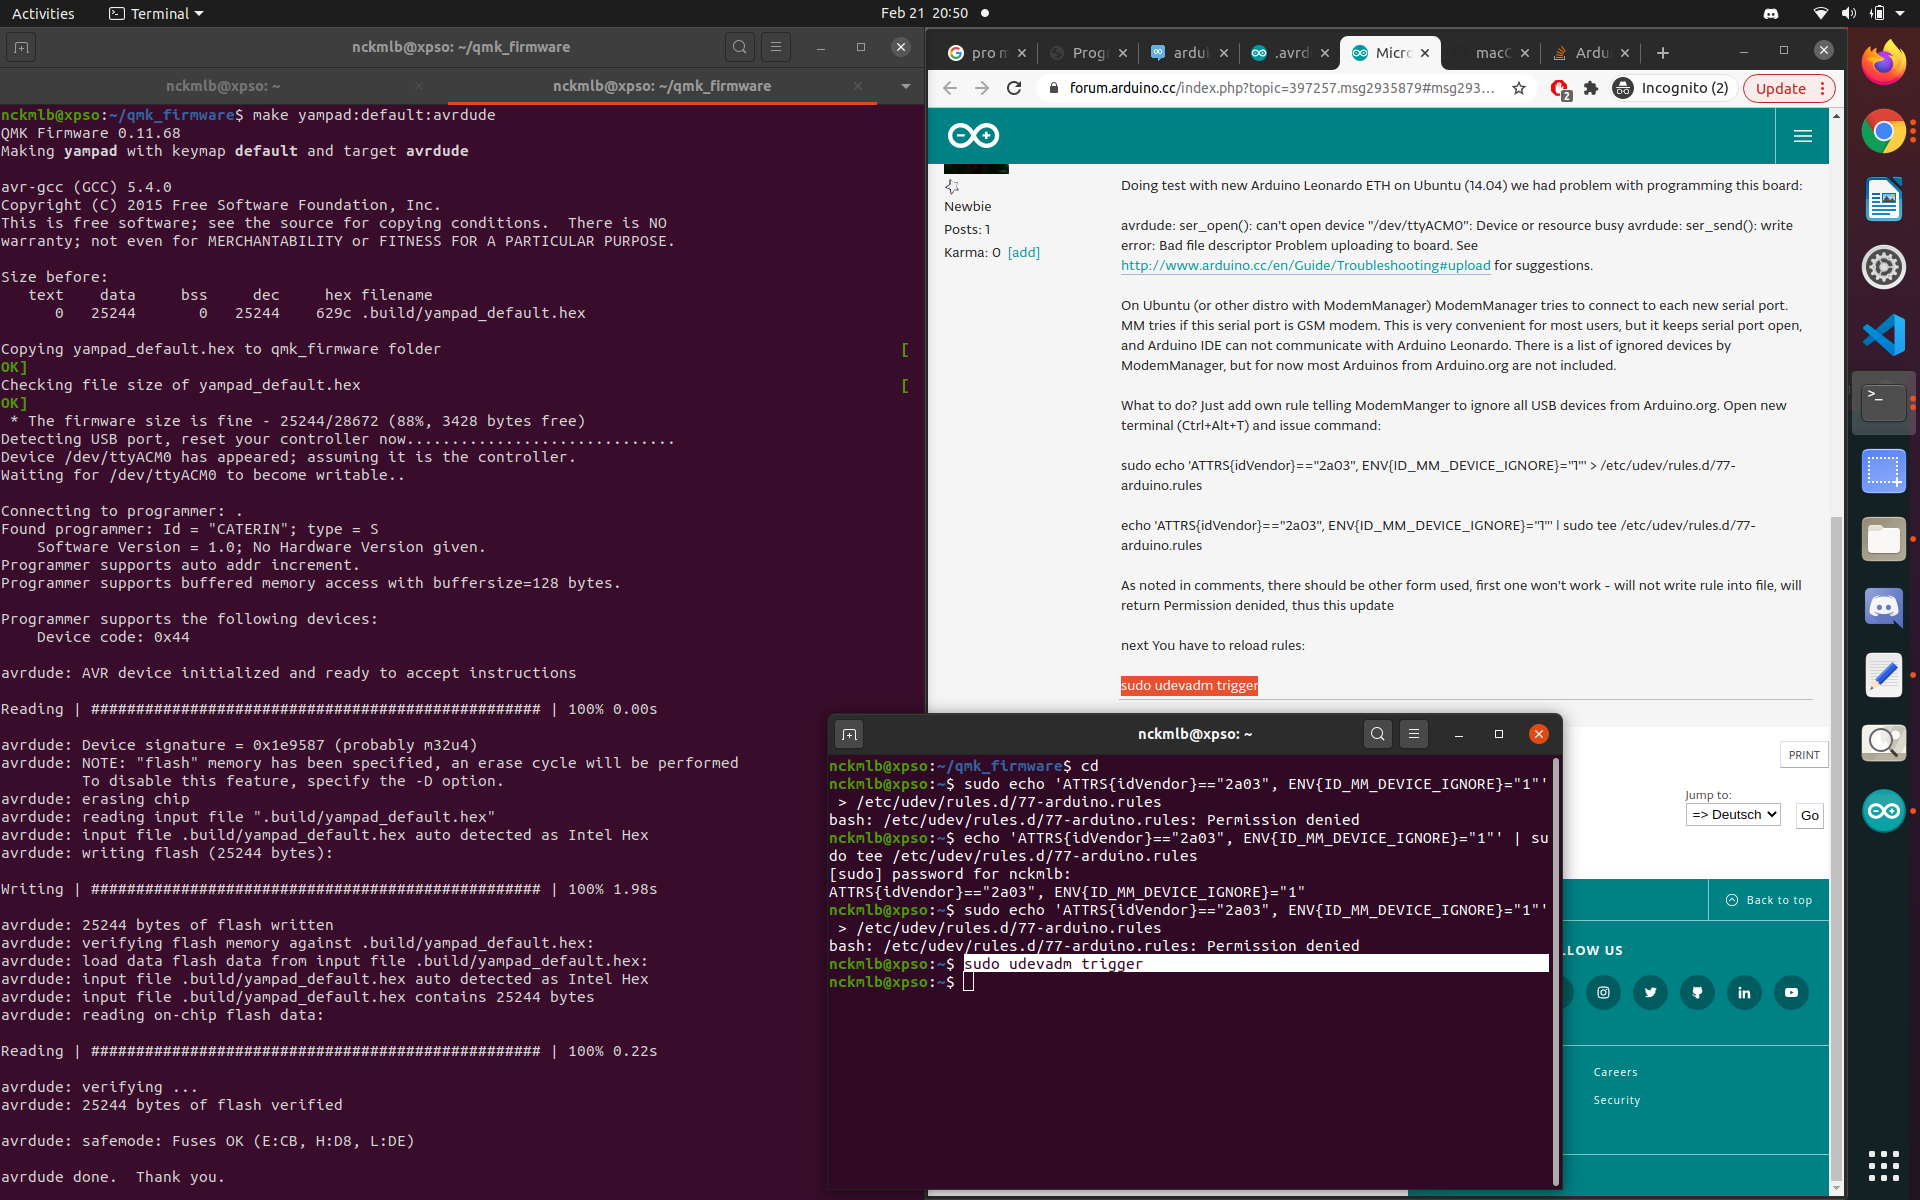 Activities
Terminal
Feb 21 20:50
nckmlb@xpso: ~/qmk_firmware
nckmlb@xpso: ~
nckmlb@xpso: ~/qmk_firmware
nckmlb@xpso:~/qmk_firmware$ make yampad:default:avrdude
QMK Firmware 0.11.68
Making yampad with keymap default and target avrdude
avr-gcc (GCC) 5.4.0
Copyright (C) 2015 Free Software Foundation, Inc.
This is free software; see the source for copying conditions.  There is NO
warranty; not even for MERCHANTABILITY or FITNESS FOR A PARTICULAR PURPOSE.
Size before:
   text    data     bss     dec     hex filename
      0   25244       0   25244    629c .build/yampad_default.hex
Copying yampad_default.hex to qmk_firmware folder [
OK]
Checking file size of yampad_default.hex [
OK]
 * The firmware size is fine - 25244/28672 (88%, 3428 bytes free)
Detecting USB port, reset your controller now..............................
Device /dev/ttyACM0 has appeared; assuming it is the controller.
Waiting for /dev/ttyACM0 to become writable..
Connecting to programmer: .
Found programmer: Id = "CATERIN"; type = S
    Software Version = 1.0; No Hardware Version given.
Programmer supports auto addr increment.
Programmer supports buffered memory access with buffersize=128 bytes.
Programmer supports the following devices:
    Device code: 0x44
avrdude: AVR device initialized and ready to accept instructions
Reading | ################################################## | 100% 0.00s
avrdude: Device signature = 0x1e9587 (probably m32u4)
avrdude: NOTE: "flash" memory has been specified, an erase cycle will be performed
         To disable this feature, specify the -D option.
avrdude: erasing chip
avrdude: reading input file ".build/yampad_default.hex"
avrdude: input file .build/yampad_default.hex auto detected as Intel Hex
avrdude: writing flash (25244 bytes):
Writing | ################################################## | 100% 1.98s
avrdude: 25244 bytes of flash written
avrdude: verifying flash memory against .build/yampad_default.hex:
avrdude: load data flash data from input file .build/yampad_default.hex:
avrdude: input file .build/yampad_default.hex auto detected as Intel Hex
avrdude: input file .build/yampad_default.hex contains 25244 bytes
avrdude: reading on-chip flash data:
Reading | ################################################## | 100% 0.22s
avrdude: verifying ...
avrdude: 25244 bytes of flash verified
avrdude: safemode: Fuses OK (E:CB, H:D8, L:DE)
avrdude done.  Thank you.
pro m
Progr
ardui
.avrd
Micr
macO
Ardu
forum.arduino.cc/index.php?topic=397257.msg2935879#msg293...
2
Incognito (2)
Update
Newbie
Posts: 1
Karma: 0 [add]
Doing test with new Arduino Leonardo ETH on Ubuntu (14.04) we had problem with programming this board:
avrdude: ser_open(): can't open device "/dev/ttyACM0": Device or resource busy avrdude: ser_send(): write
error: Bad file descriptor Problem uploading to board. See
http://www.arduino.cc/en/Guide/Troubleshooting#upload for suggestions.
On Ubuntu (or other distro with ModemManager) ModemManager tries to connect to each new serial port.
MM tries if this serial port is GSM modem. This is very convenient for most users, but it keeps serial port open,
and Arduino IDE can not communicate with Arduino Leonardo. There is a list of ignored devices by
ModemManager, but for now most Arduinos from Arduino.org are not included.
What to do? Just add own rule telling ModemManger to ignore all USB devices from Arduino.org. Open new
terminal (Ctrl+Alt+T) and issue command:
sudo echo 'ATTRS{idVendor}=="2a03", ENV{ID_MM_DEVICE_IGNORE}="1"' > /etc/udev/rules.d/77-
arduino.rules
echo 'ATTRS{idVendor}=="2a03", ENV{ID_MM_DEVICE_IGNORE}="1"' | sudo tee /etc/udev/rules.d/77-
arduino.rules
As noted in comments, there should be other form used, first one won't work - will not write rule into file, will
return Permission denided, thus this update
next You have to reload rules:
sudo udevadm trigger
PRINT
Jump to:
=> Deutsch
Go
Back to top
LLOW US
Careers
Security
nckmlb@xpso: ~
nckmlb@xpso:~/qmk_firmware$ cd
nckmlb@xpso:~$ sudo echo 'ATTRS{idVendor}=="2a03", ENV{ID_MM_DEVICE_IGNORE}="1"'
 > /etc/udev/rules.d/77-arduino.rules
bash: /etc/udev/rules.d/77-arduino.rules: Permission denied
nckmlb@xpso:~$ echo 'ATTRS{idVendor}=="2a03", ENV{ID_MM_DEVICE_IGNORE}="1"' | su
do tee /etc/udev/rules.d/77-arduino.rules
[sudo] password for nckmlb:
ATTRS{idVendor}=="2a03", ENV{ID_MM_DEVICE_IGNORE}="1"
nckmlb@xpso:~$ sudo echo 'ATTRS{idVendor}=="2a03", ENV{ID_MM_DEVICE_IGNORE}="1"'
 > /etc/udev/rules.d/77-arduino.rules
bash: /etc/udev/rules.d/77-arduino.rules: Permission denied
nckmlb@xpso:~$ sudo udevadm trigger
nckmlb@xpso:~$